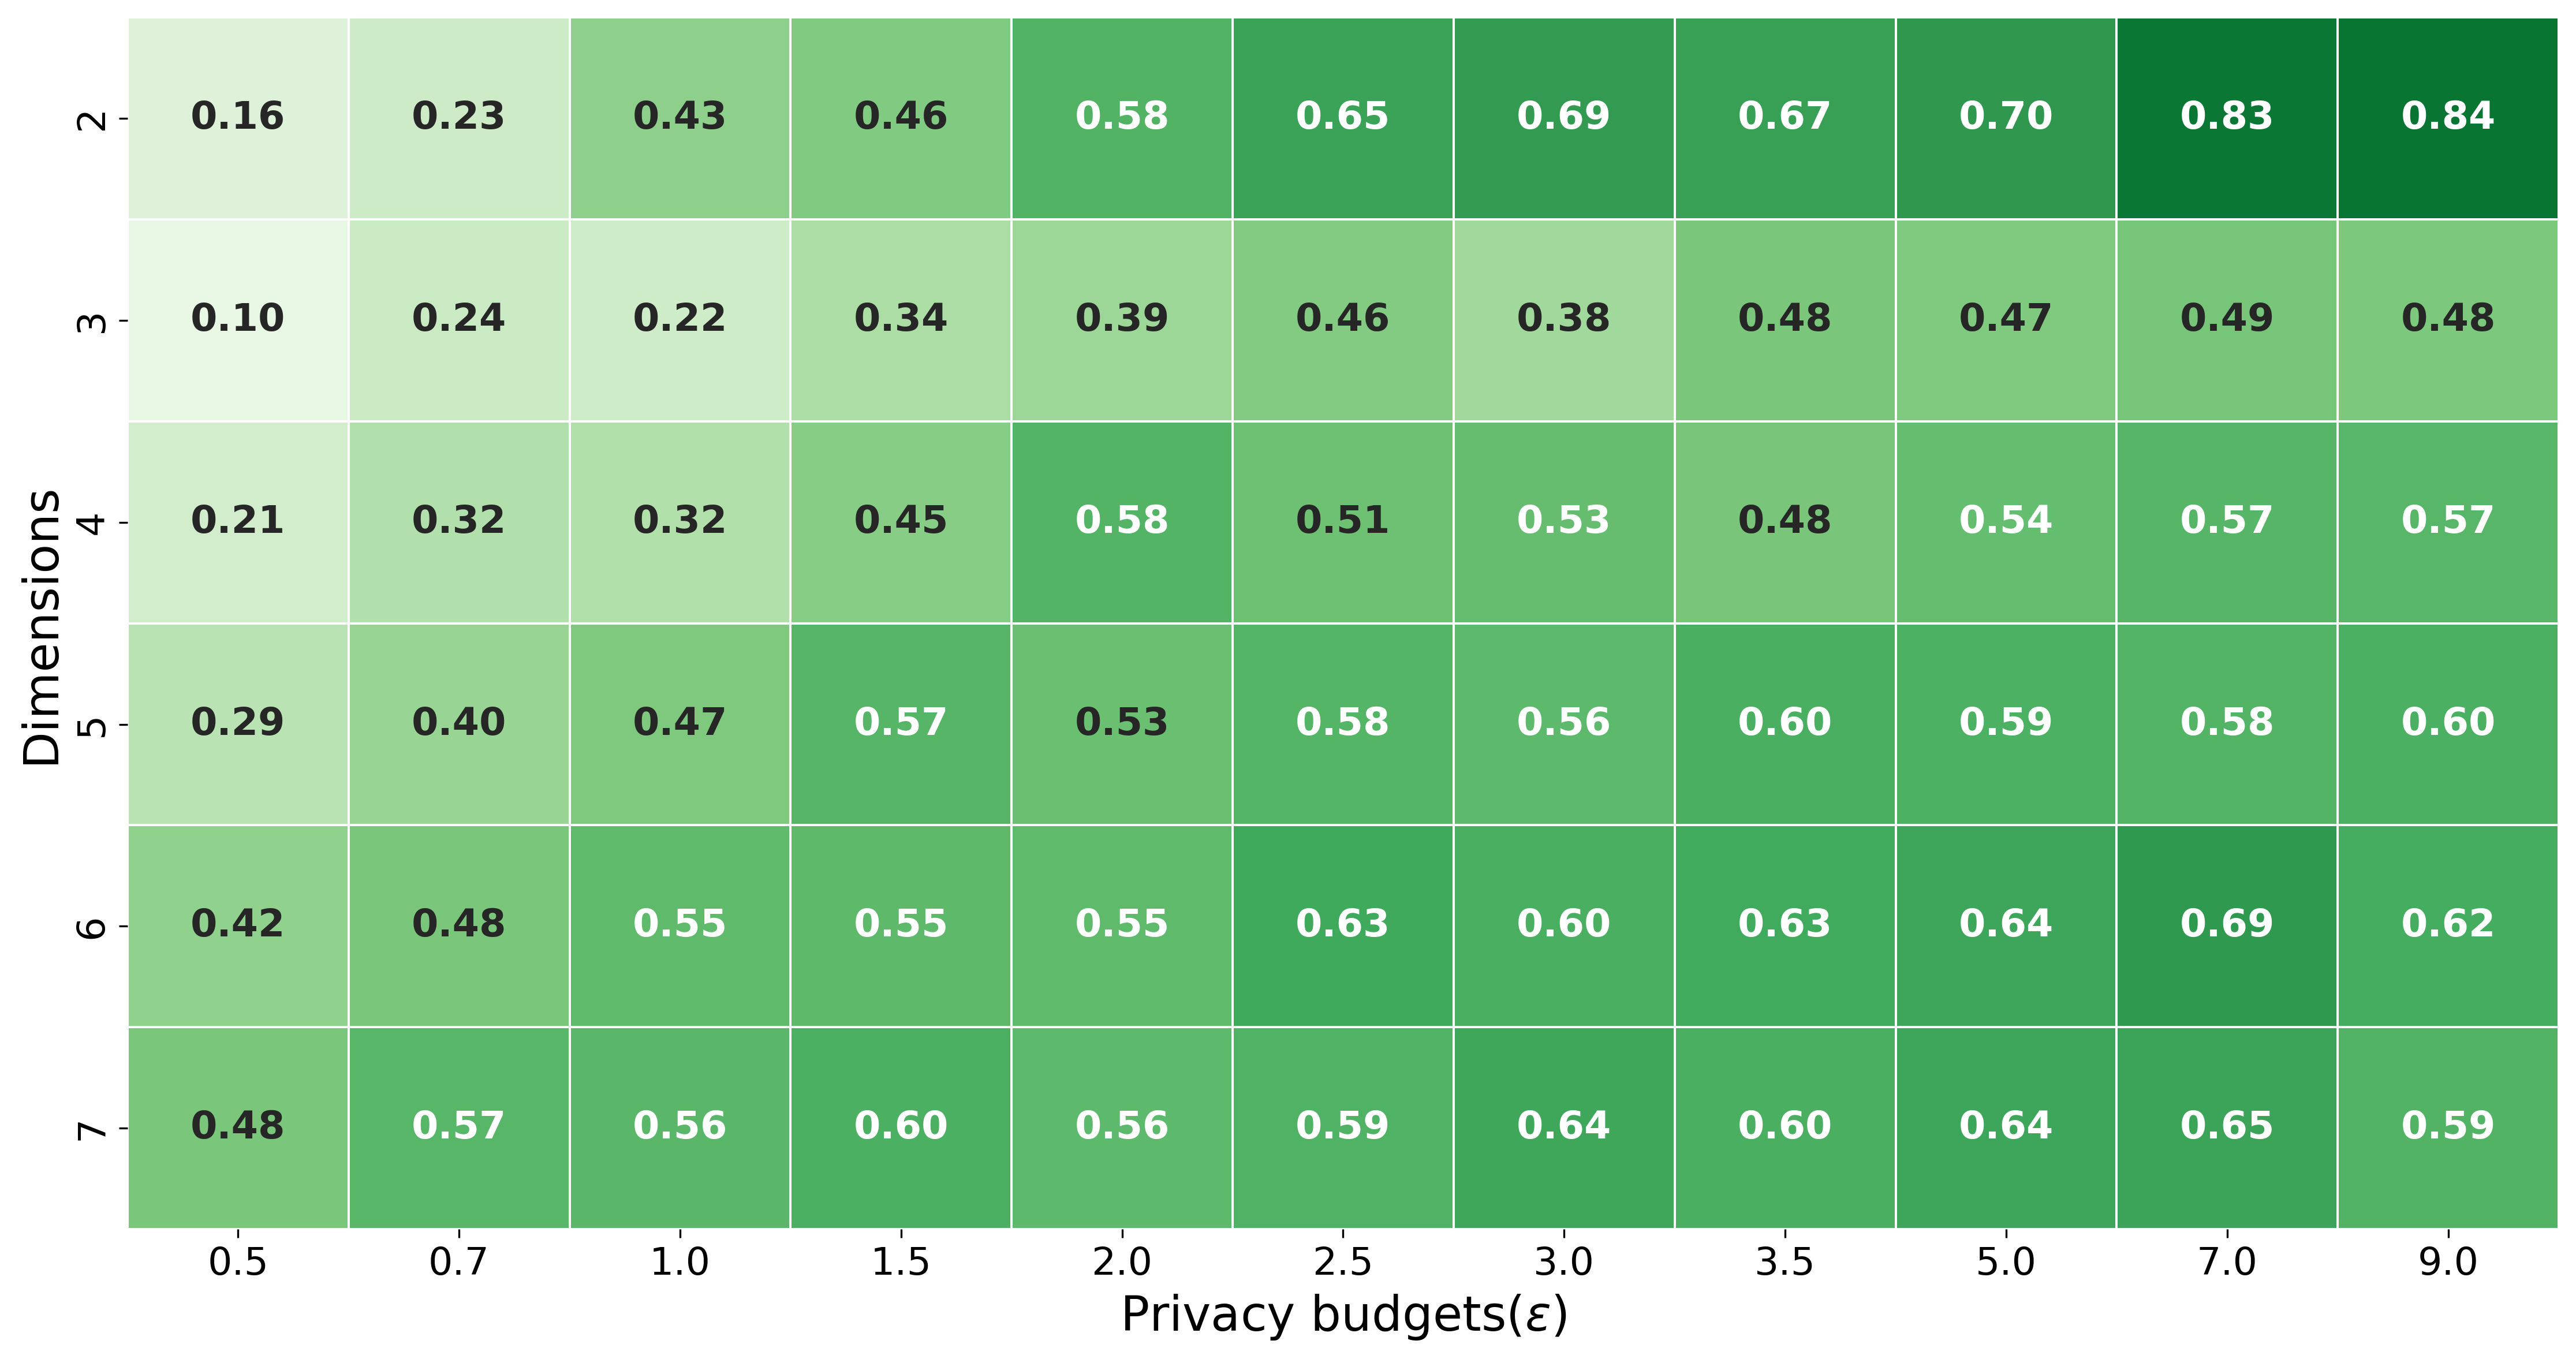 2 0.16 0.23 0.43 0.46 0.58 0.65 0.69 0.67 0.70 0.83 0.84
3 0.10 0.24 0.22 0.34 0.39 0.46 0.38 0.48 0.47 0.49 0.48
4 0.21 0.32 0.32 0.45 0.58 0.51 0.53 0.48 0.54 0.57 0.57
5 0.29 0.40 0.47 0.57 0.53 0.58 0.56 0.60 0.59 0.58 0.60
6 0.42 0.48 0.55 0.55 0.55 0.63 0.60 0.63 0.64 0.69 0.62
7 0.48 0.57 0.56 0.60 0.56 0.59 0.64 0.60 0.64 0.65 0.59
0.5 0.7 1.0 1.5 2.0 2.5 3.0 3.5 5.0 7.0 9.0
Privacy budgets(ε)
Dimensions